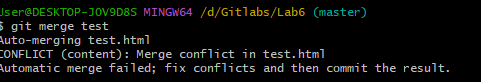 User@DESKTOP-JOV9D8S MINGW64 /d/Gitlabs/Lab6 (master)
$ git merge test
Auto-merging test.html
CONFLICT (content): Merge conflict in test.html
Automatic merge failed; fix conflicts and then commit the result.